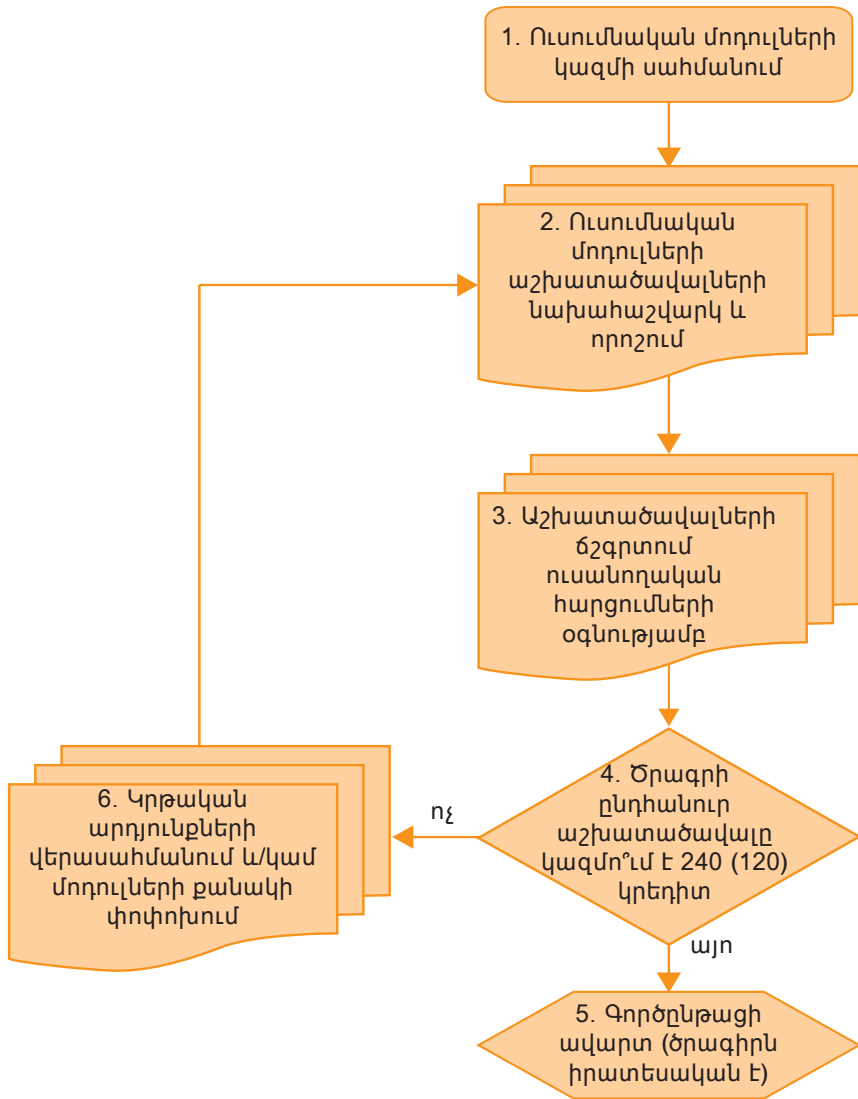 1. Ուսումնական մոդուլների
կազմի սահմանում
2. Ուսումնական
մոդուլների
աշխատածավալների
նախահաշվարկ և
որոշում
3. Աշխատածավալների
ճշգրտում
ուսանողական
հարցումների
օգնությամբ
4. Ծրագրի
ընդհանուր
աշխատածավալը
կազմո՞ւմ է 240 (120)
կրեդիտ
ոչ
6. Կրթական
արդյունքների
վերասահմանում և/կամ
մոդուլների քանակի
փոփոխում
այո
5. Գործընթացի
ավարտ (ծրագիրն
իրատեսական է)